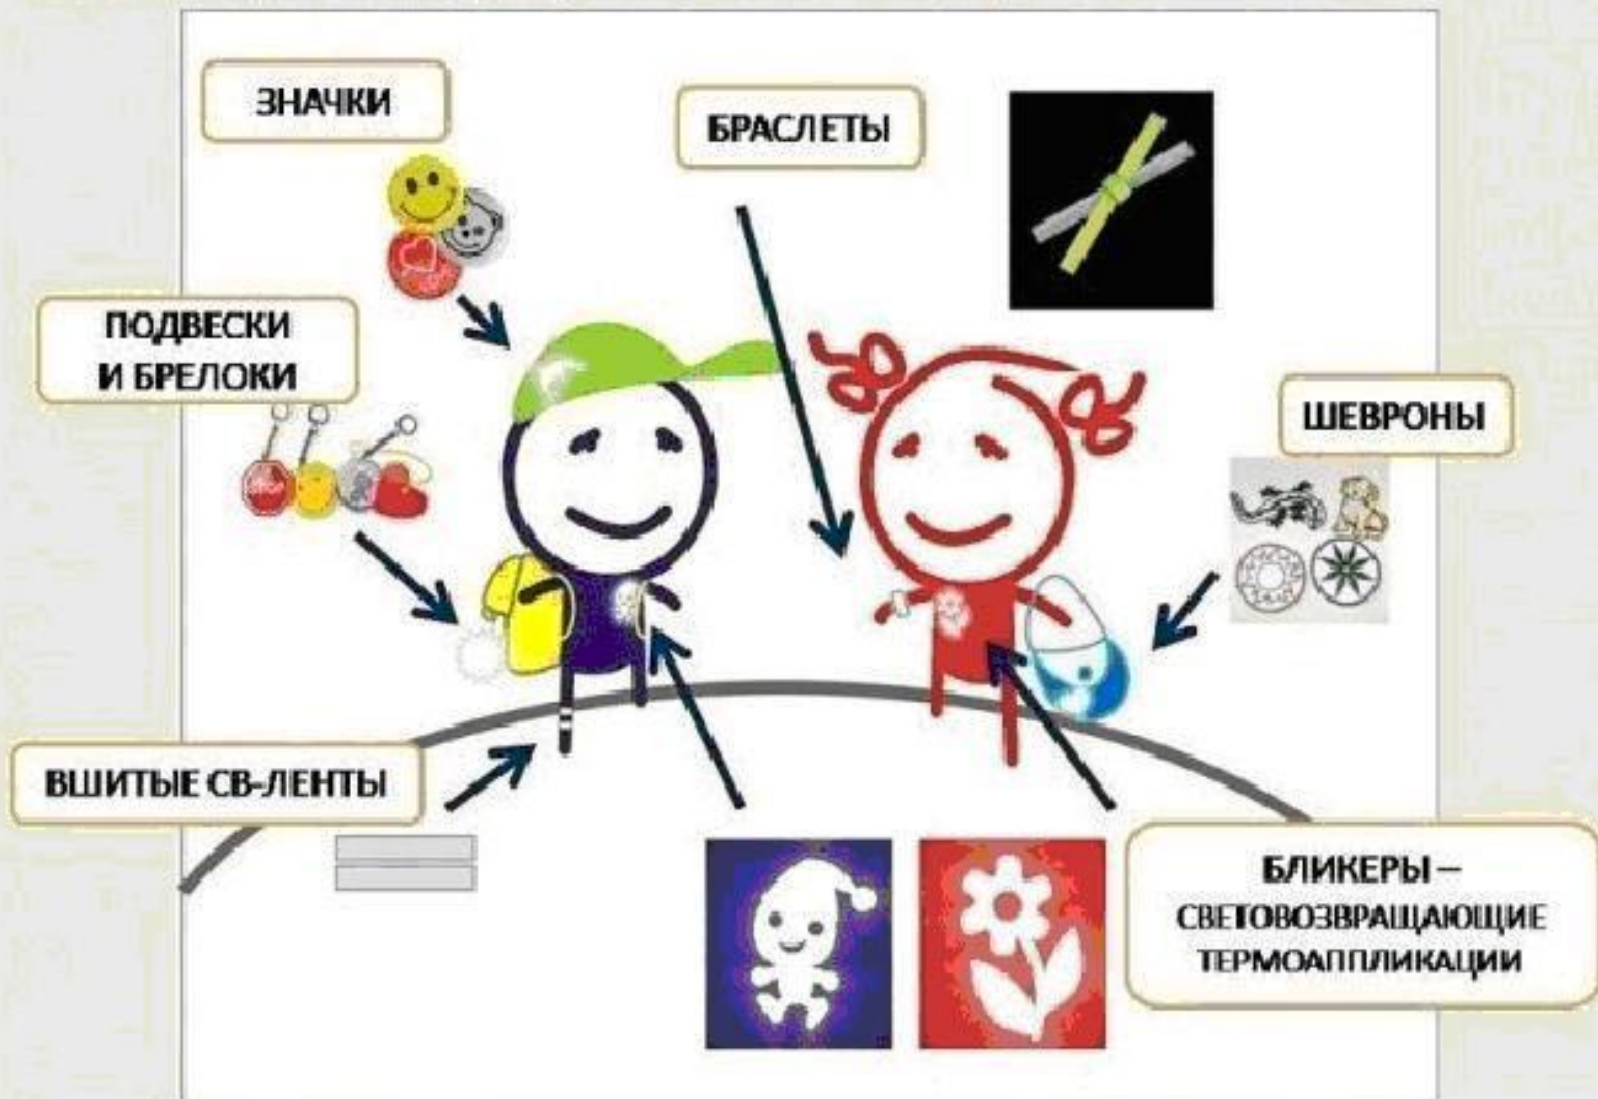 ЗНАЧКИ
БРАСЛЕТЫ
ПОДВЕСКИ
И БРЕЛОКИ
ШЕВРОНЫ
ВШИТЫЕ СВ-ЛЕНТЫ
БЛИКЕРЫ –
СВЕТОВОЗВРАЩАЮЩИЕ
ТЕРМОАППЛИКАЦИИ